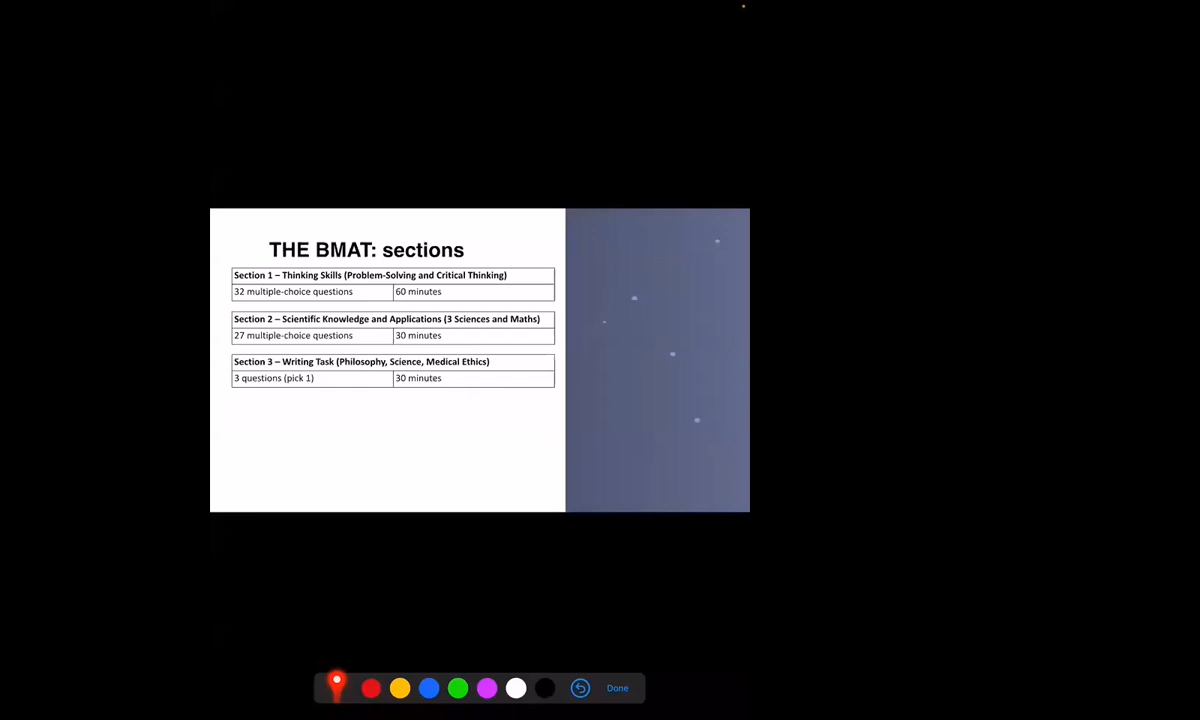 THE BMAT: sections
Section 1 – Thinking Skills (Problem-Solving and Critical Thinking)
32 multiple-choice questions 60 minutes
Section 2 – Scientific Knowledge and Applications (3 Sciences and Maths)
27 multiple-choice questions 30 minutes
Section 3 – Writing Task (Philosophy, Science, Medical Ethics)
3 questions (pick 1) 30 minutes
Done